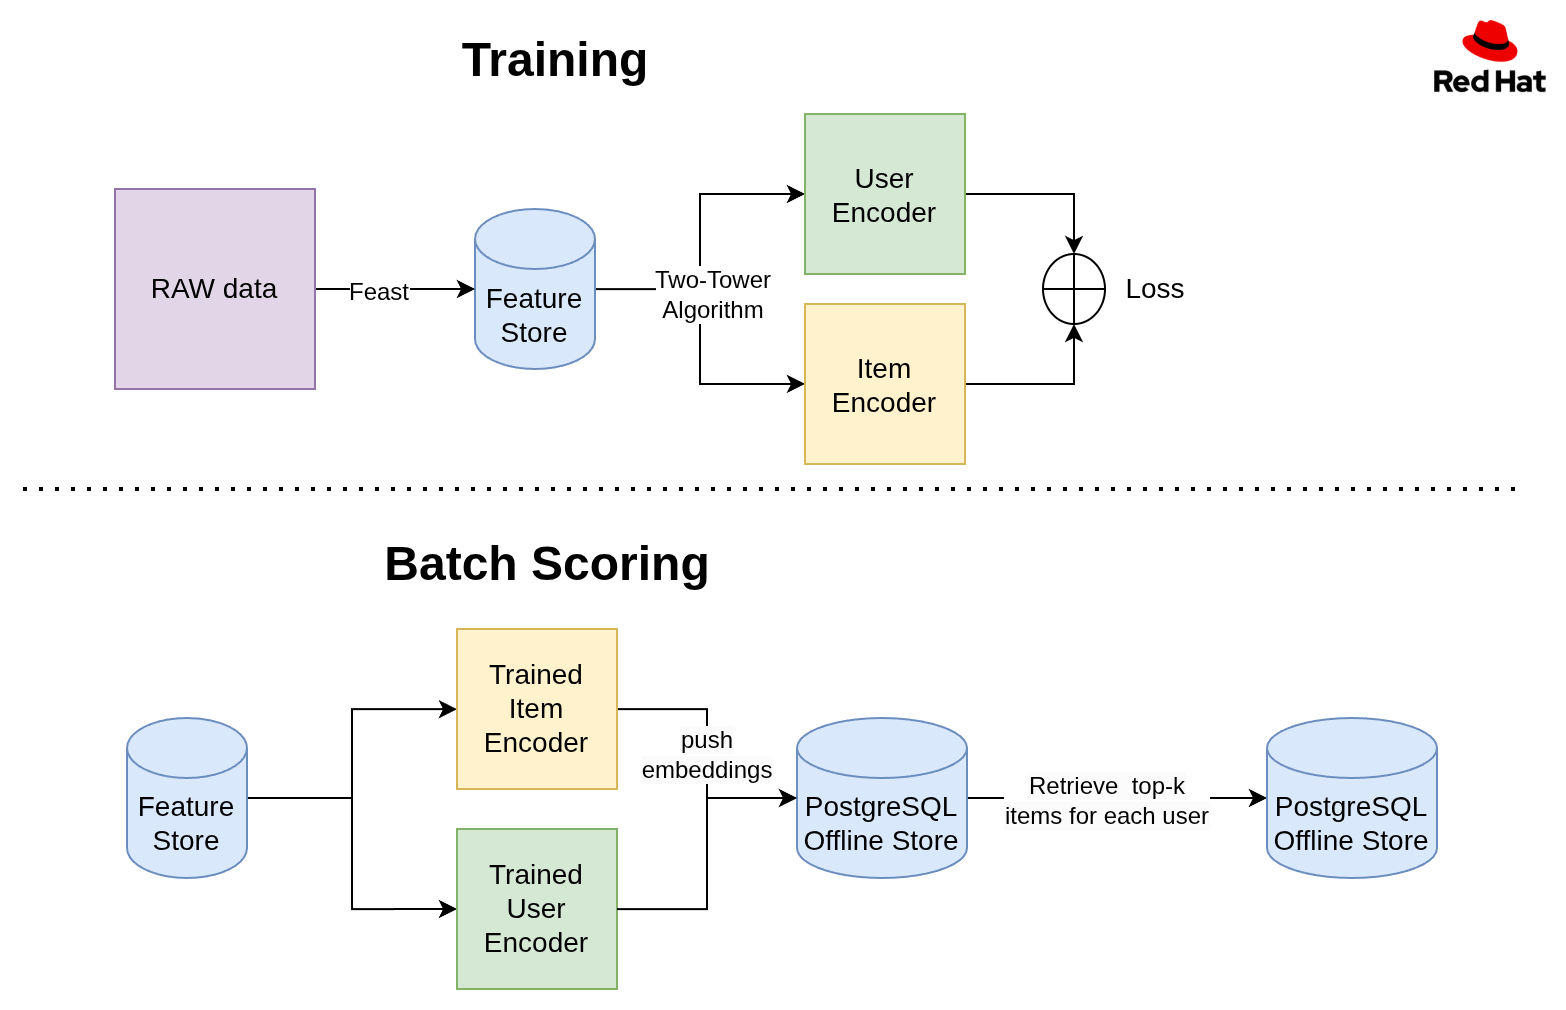 Training
Red Hat
User
Encoder
RAW data
Feast
Feature
Store
Two-Tower
Algorithm
Loss
Item
Encoder
Batch Scoring
Trained
Item
Encoder
push
embeddings
Feature
Store
PostgreSQL
Offline Store
Retrieve  top-k
items for each user
PostgreSQL
Offline Store
Trained
User
Encoder